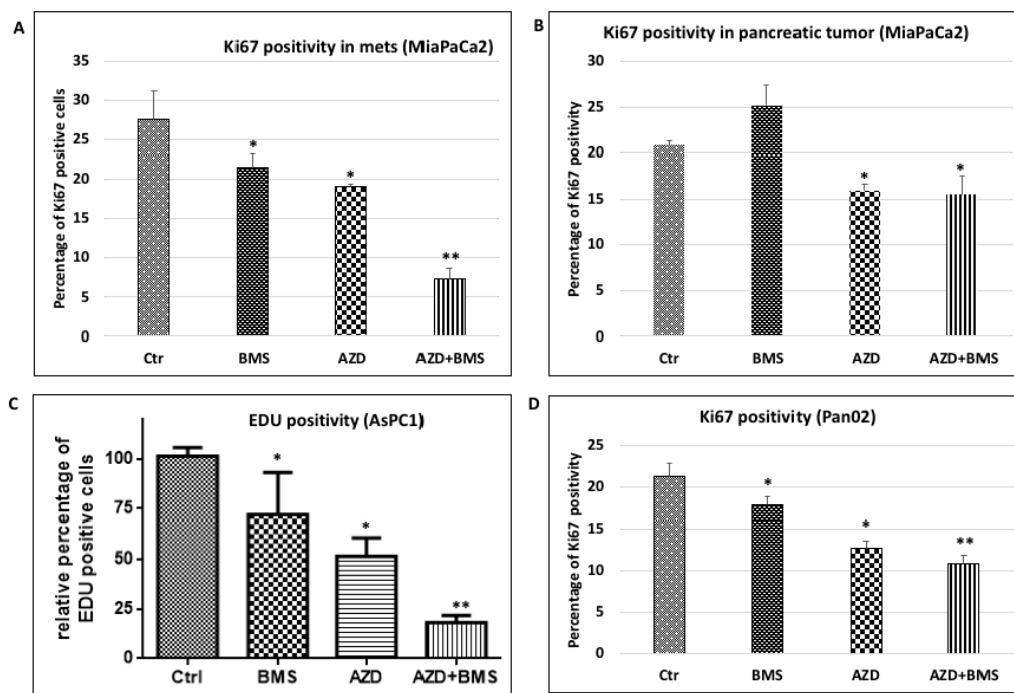 A
Ki67 positivity in mets (MiaPaCa2)
Percentage of Ki67 positive cells
35
30
25
20
15
10
5
0
*
*
**
Ctr BMS AZD AZD+BMS
B
Ki67 positivity in pancreatic tumor (MiaPaCa2)
Percentage of Ki67 positivity
30
25
20
15
10
5
0
*
*
Ctr BMS AZD AZD+BMS
C
EDU positivity (AsPC1)
relative percentage of
EDU positive cells
100
75
50
25
0
*
*
**
Ctrl BMS AZD AZD+BMS
D
Ki67 positivity (Pan02)
Percentage of Ki67 positivity
25
20
15
10
5
0
*
*
**
Ctr BMS AZD AZD+BMS